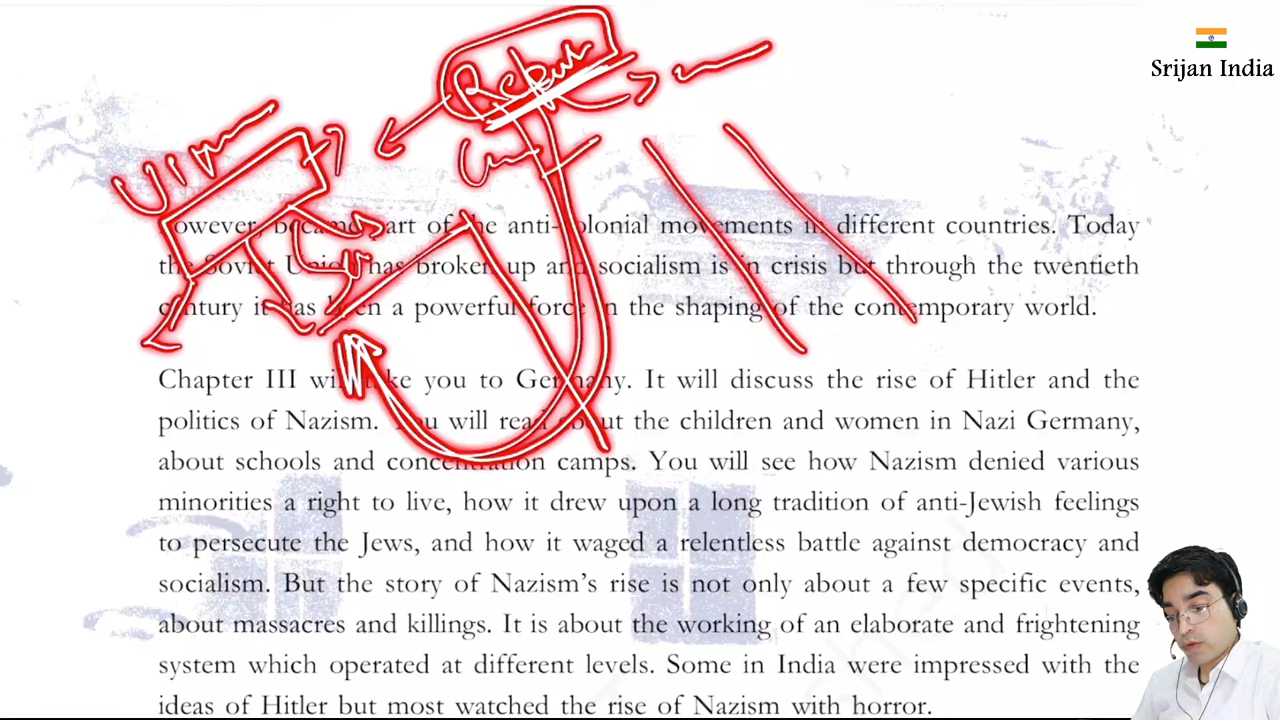 Srijan India
however, became part of the anti-colonial movements in different countries. Today
the Soviet Union has broken up and socialism is in crisis but through the twentieth
century it has been a powerful force in the shaping of the contemporary world.
Chapter III will take you to Germany. It will discuss the rise of Hitler and the
politics of Nazism. You will read about the children and women in Nazi Germany,
about schools and concentration camps. You will see how Nazism denied various
minorities a right to live, how it drew upon a long tradition of anti-Jewish feelings
to persecute the Jews, and how it waged a relentless battle against democracy and
socialism. But the story of Nazism’s rise is not only about a few specific events,
about massacres and killings. It is about the working of an elaborate and frightening
system which operated at different levels. Some in India were impressed with the
ideas of Hitler but most watched the rise of Nazism with horror.